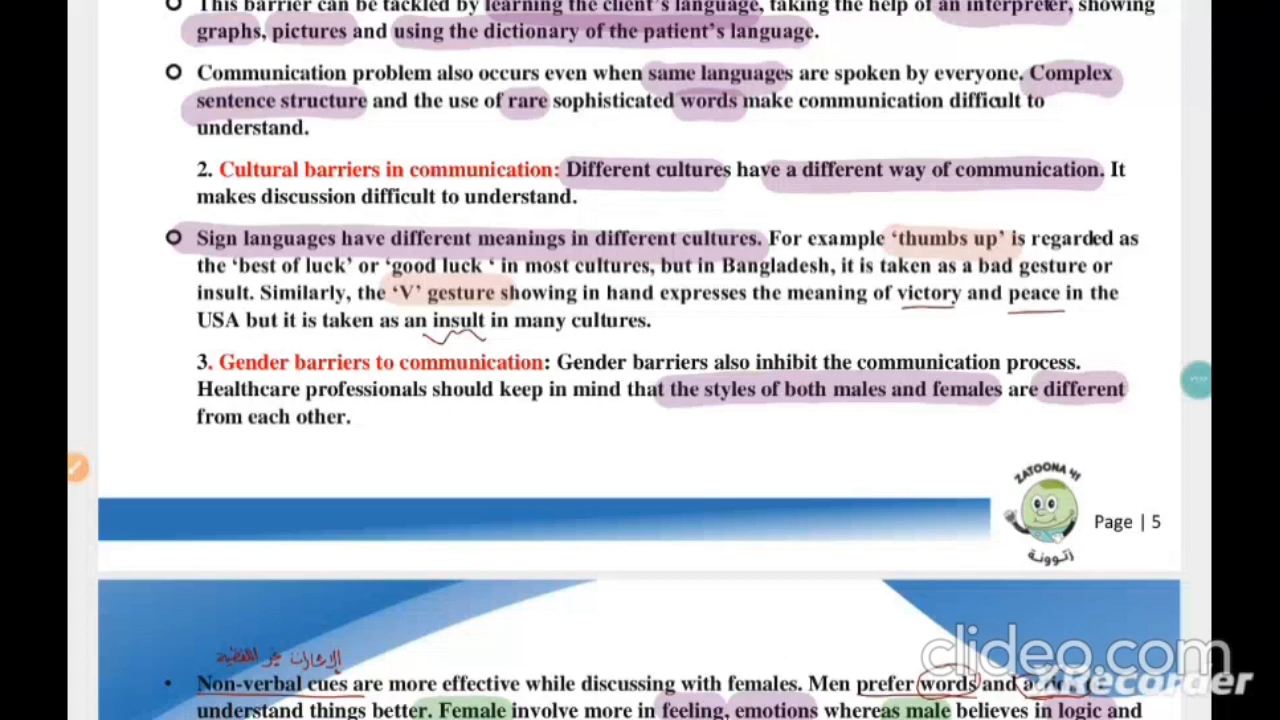 This barrier can be tackled by learning the client's language, taking the help of an interpreter, showing
graphs, pictures and using the dictionary of the patient's language.
Communication problem also occurs even when same languages are spoken by everyone. Complex
sentence structure and the use of rare sophisticated words make communication difficult to
understand.
2. Cultural barriers in communication: Different cultures have a different way of communication. It
makes discussion difficult to understand.
Sign languages have different meanings in different cultures. For example ‘thumbs up’ is regarded as
the ‘best of luck’ or ‘good luck ‘ in most cultures, but in Bangladesh, it is taken as a bad gesture or
insult. Similarly, the ‘V’ gesture showing in hand expresses the meaning of victory and peace in the
USA but it is taken as an insult in many cultures.
3. Gender barriers to communication: Gender barriers also inhibit the communication process.
Healthcare professionals should keep in mind that the styles of both males and females are different
from each other.
ZATOONA 41
Page | 5
زتوونة
الإشارات غير اللفظية
clideo.com
Recorder
Non-verbal cues are more effective while discussing with females. Men prefer words and
understand things better. Female involve more in feeling, emotions whereas male believes in logic and